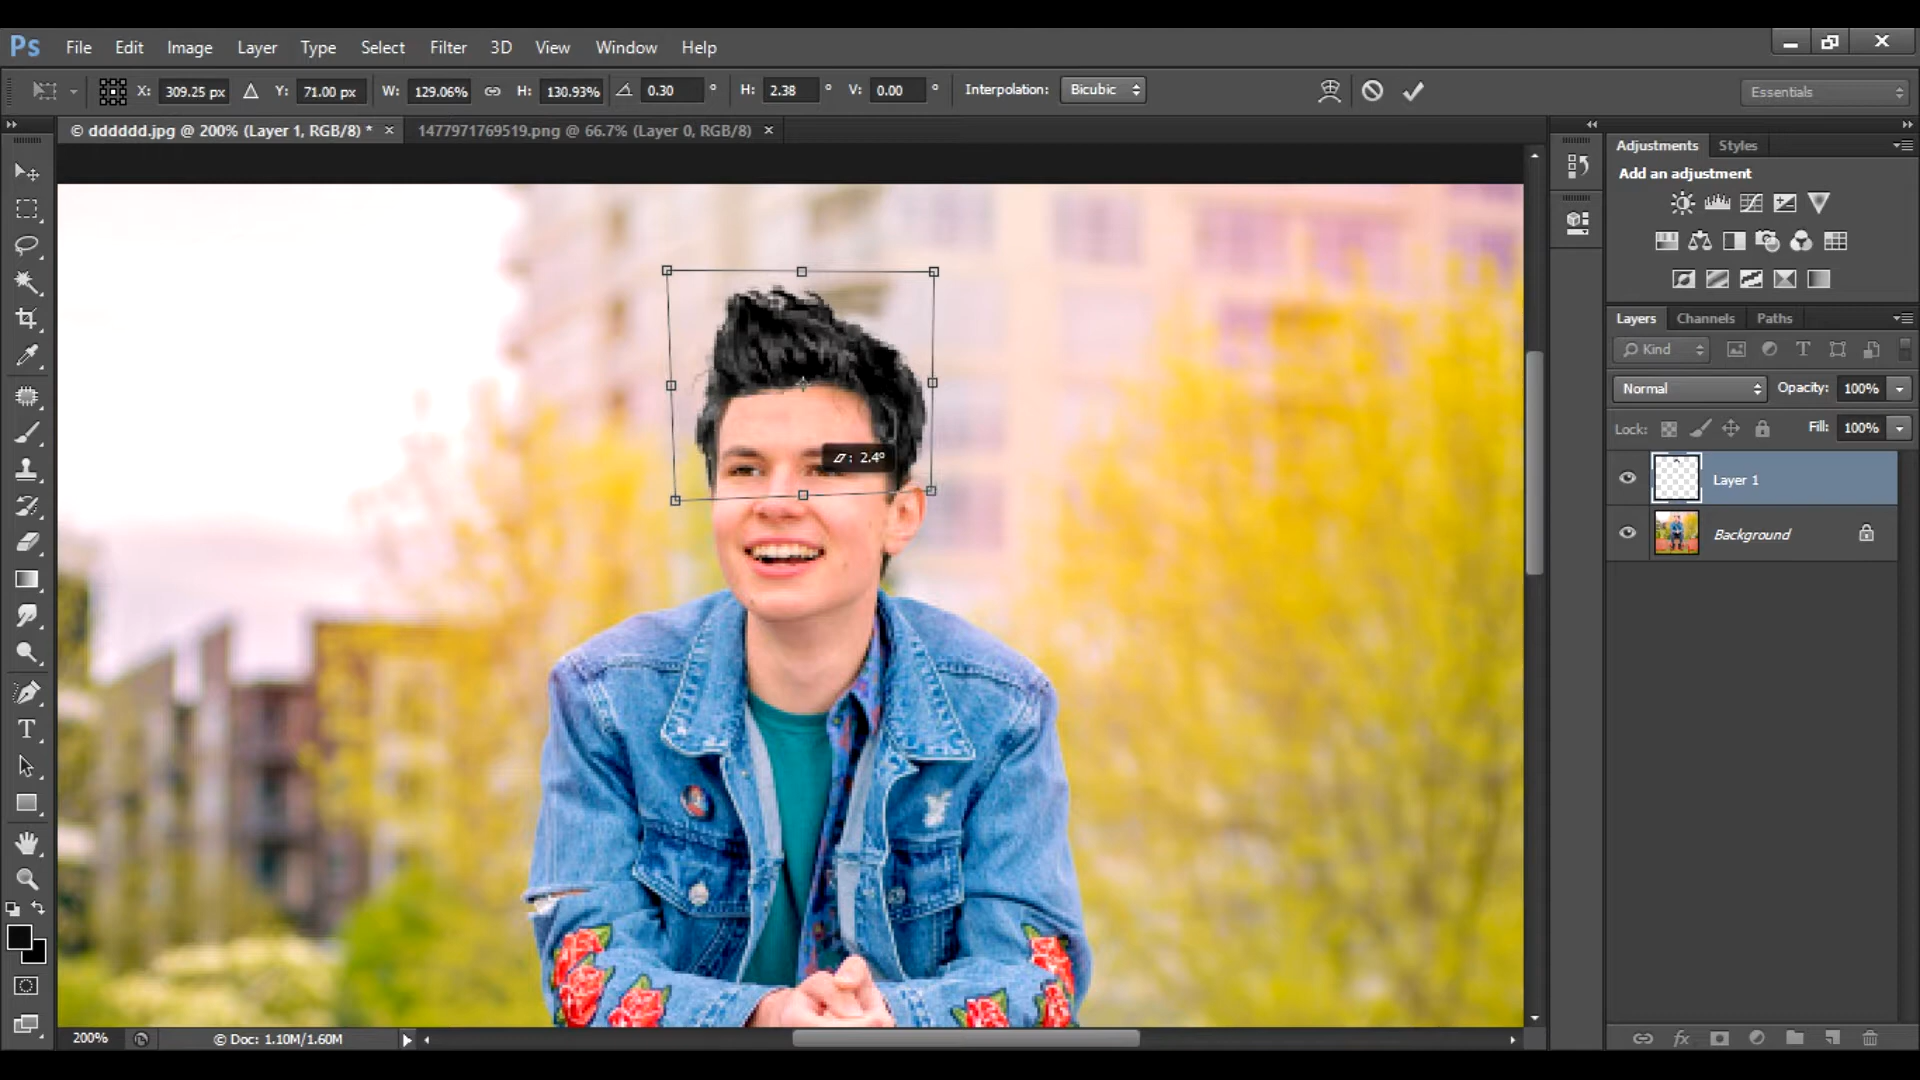 Ps File Edit Image Layer Type Select Filter 3D View Window Help
X: 309.25 px Y: 71.00 px W: 129.06% H: 130.93% 0.30 ° H: 2.38 ° V: 0.00 ° Interpolation: Bicubic Essentials
© dddddd.jpg @ 200% (Layer 1, RGB/8) * × 1477971769519.png @ 66.7% (Layer 0, RGB/8) ×
Adjustments Styles
Add an adjustment
Layers Channels Paths
Kind
Normal Opacity: 100%
Lock: Fill: 100%
: 2.4°
Layer 1
Background
200% © Doc: 1.10M/1.60M